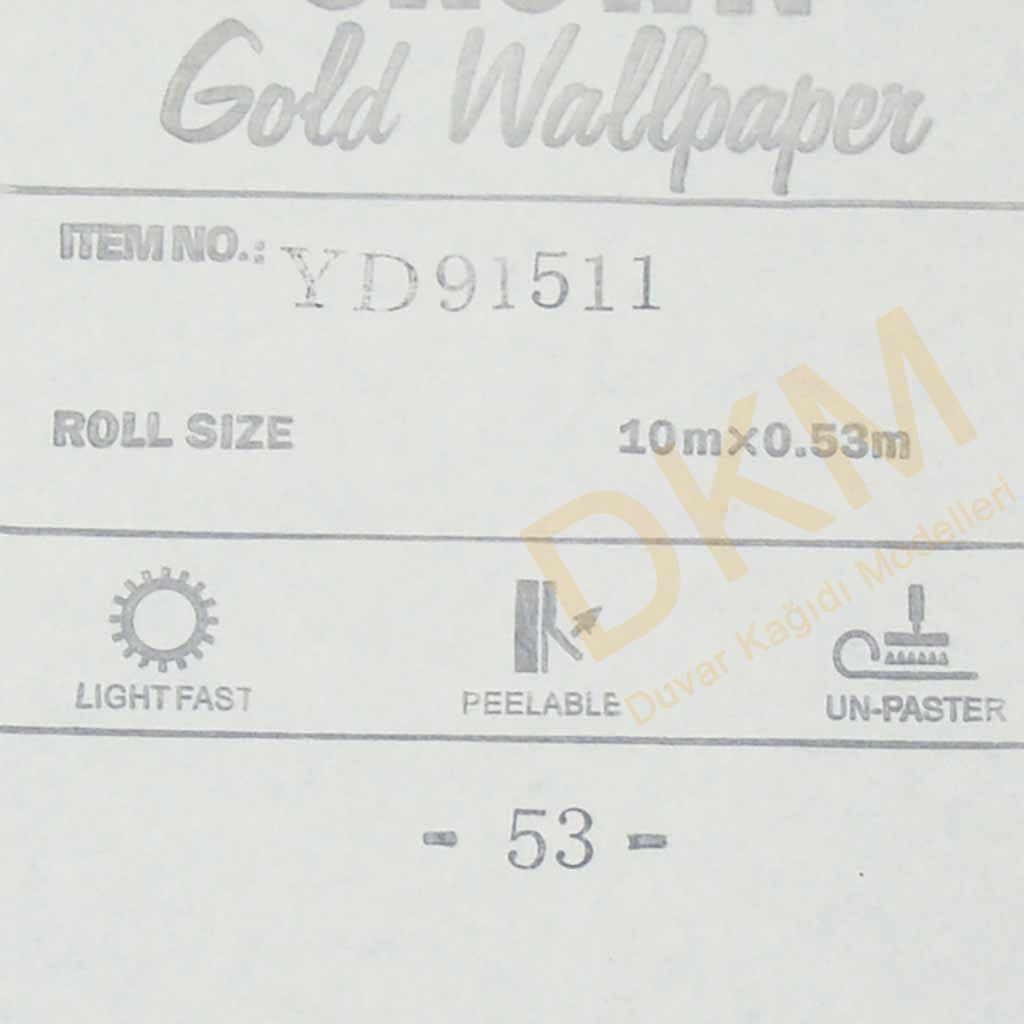 CROWN
Gold Wallpaper
ITEM NO.: YD91511
ROLL SIZE 10m×0.53m
LIGHT FAST PEELABLE UN-PASTER
- 53 -
DKM
Duvar Kağıdı Modelleri